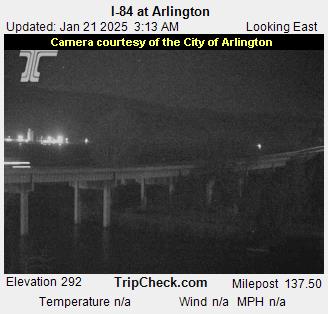 I-84 at Arlington
Updated: Jan 21 2025 3:13 AM Looking East
Camera courtesy of the City of Arlington
Elevation 292 TripCheck.com Milepost 137.50
Temperature n/a Wind n/a MPH n/a